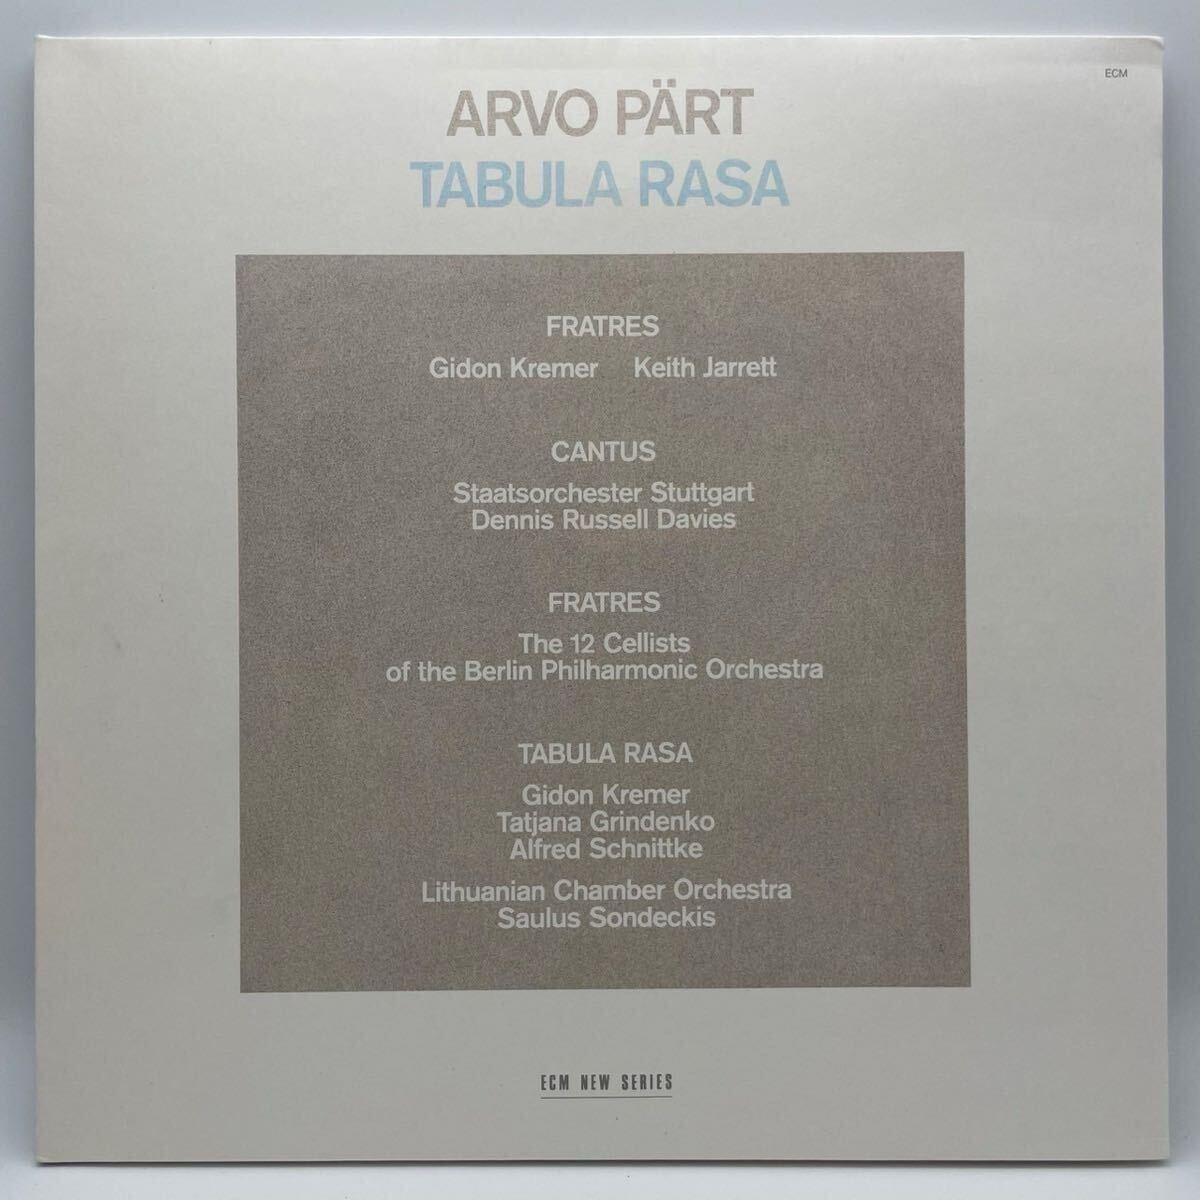 ECM
ARVO PÄRT
TABULA RASA
FRATRES
Gidon Kremer Keith Jarrett
CANTUS
Staatsorchester Stuttgart
Dennis Russell Davies
FRATRES
The 12 Cellists
of the Berlin Philharmonic Orchestra
TABULA RASA
Gidon Kremer
Tatjana Grindenko
Alfred Schnittke
Lithuanian Chamber Orchestra
Saulus Sondeckis
ECM NEW SERIES